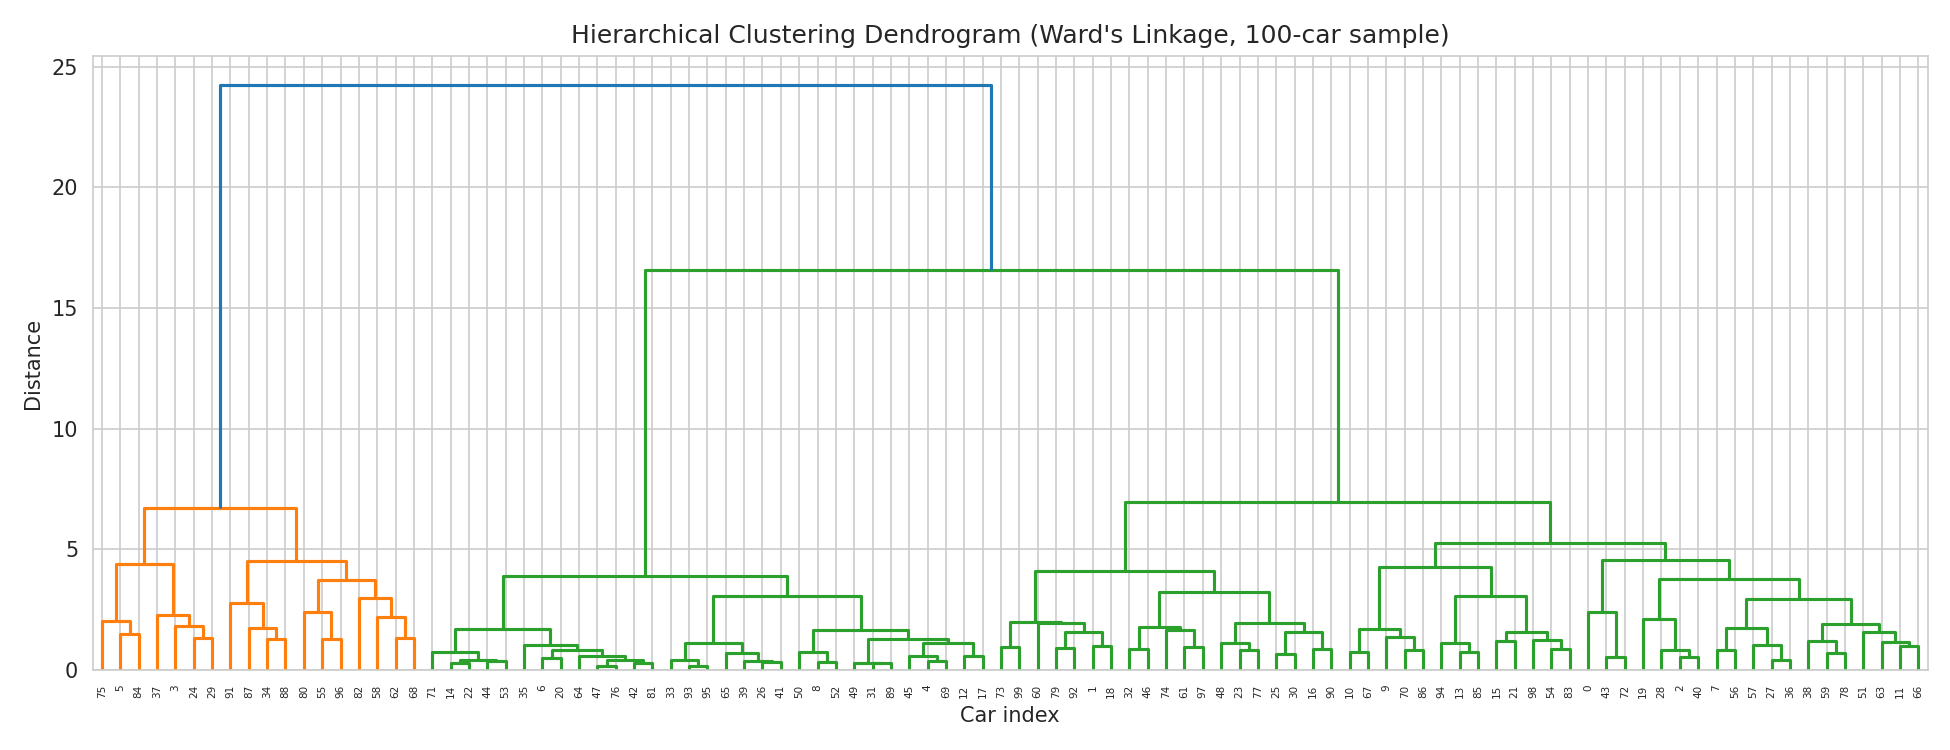 Hierarchical Clustering Dendrogram (Ward's Linkage, 100-car sample)
Distance
25
20
15
10
5
0
75 5 84 37 3 24 29 91 87 34 88 80 55 96 82 58 62 68 71 14 22 44 53 35 6 20 64 47 76 42 81 33 93 95 65 39 26 41 50 8 52 49 31 89 45 4 69 12 17 73 99 60 79 92 1 18 32 46 74 61 97 48 23 77 25 30 16 90 10 67 9 70 86 94 13 85 15 21 98 54 83 0 43 72 19 28 2 40 7 56 57 27 36 38 59 78 51 63 11 66
Car index